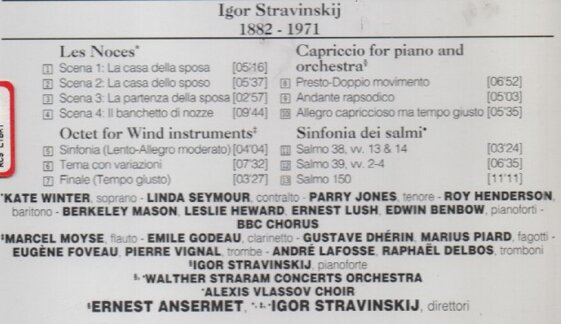 Igor Stravinskij
1882 - 1971
Les Noces*
1 Scena 1: La casa della sposa [05:16]
2 Scena 2: La casa dello sposo [05:37]
3 Scena 3: La partenza della sposa [02:57]
4 Scena 4: Il banchetto di nozze [09:44]
Octet for Wind instruments‡
5 Sinfonia (Lento-Allegro moderato) [04'04]
6 Tema con variazioni [07'32]
7 Finale (Tempo giusto) [03'27]
Capriccio for piano and
orchestra§
8 Presto-Doppio movimento [06'52]
9 Andante rapsodico [05'03]
10 Allegro capriccioso ma tempo giusto [05'35]
Sinfonia dei salmi•
11 Salmo 38, vv. 13 & 14 [03'24]
12 Salmo 39, vv. 2-4 [06'35]
13 Salmo 150 [11'11]
*KATE WINTER, soprano - LINDA SEYMOUR, contralto - PARRY JONES, tenore - ROY HENDERSON,
baritono - BERKELEY MASON, LESLIE HEWARD, ERNEST LUSH, EDWIN BENBOW, pianoforti -
BBC CHORUS
‡MARCEL MOYSE, flauto - EMILE GODEAU, clarinetto - GUSTAVE DHÉRIN, MARIUS PIARD, fagotti -
EUGÈNE FOVEAU, PIERRE VIGNAL, trombe - ANDRÉ LAFOSSE, RAPHAËL DELBOS, tromboni
§IGOR STRAVINSKIJ, pianoforte
§, •WALTHER STRARAM CONCERTS ORCHESTRA
•ALEXIS VLASSOV CHOIR
§ERNEST ANSERMET, *, ‡, •IGOR STRAVINSKIJ, direttori